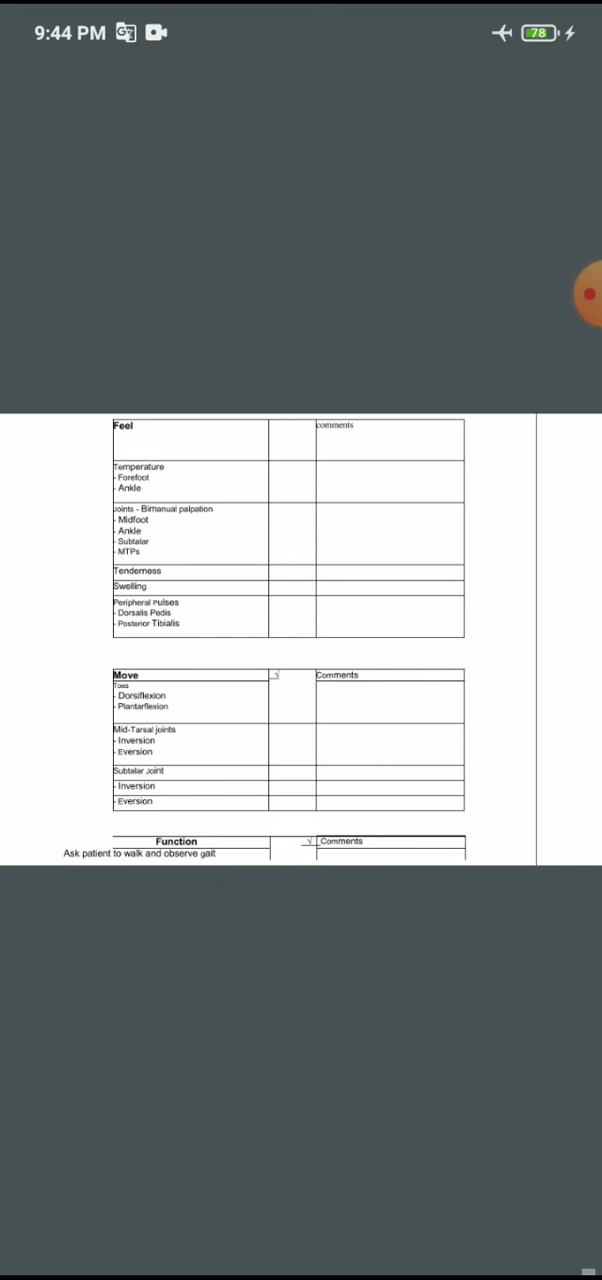 9:44 PM 78
Feel comments
Temperature
- Forefoot
- Ankle
Joints - Bimanual palpation
- Midfoot
- Ankle
- Subtalar
- MTPs
Tenderness
Swelling
Peripheral Pulses
- Dorsalis Pedis
- Posterior Tibialis
Move √ Comments
Toes
- Dorsiflexion
- Plantarflexion
Mid-Tarsal joints
- Inversion
- Eversion
Subtalar Joint
- Inversion
- Eversion
Function √ Comments
Ask patient to walk and observe gait